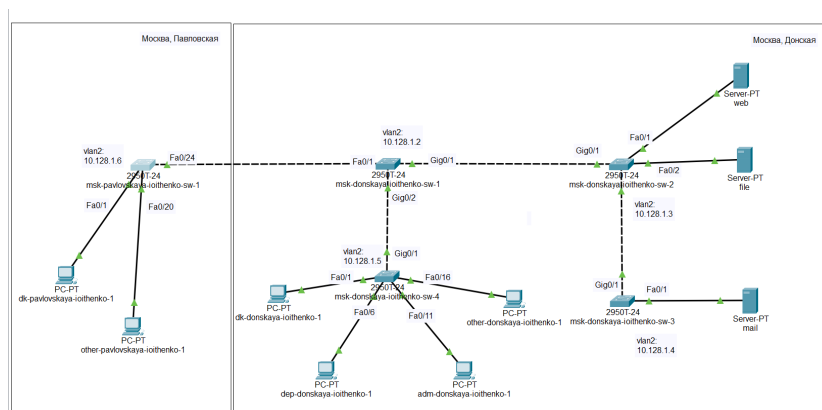 Москва, Павловская
Москва, Донская
vlan2:
10.128.1.6
Fa0/24
2950T-24
msk-pavlovskaya-ioithenko-sw-1
Fa0/1
Fa0/20
PC-PT
dk-pavlovskaya-ioithenko-1
PC-PT
other-pavlovskaya-ioithenko-1
vlan2:
10.128.1.2
Fa0/1
Gig0/1
2950T-24
msk-donskaya-ioithenko-sw-1
Gig0/2
Gig0/1
2950T-24
msk-donskaya-ioithenko-sw-2
Fa0/1
Server-PT
web
Fa0/2
Server-PT
file
vlan2:
10.128.1.3
vlan2:
10.128.1.5
Gig0/1
Fa0/1
Fa0/16
2950T-24
msk-donskaya-ioithenko-sw-4
PC-PT
dk-donskaya-ioithenko-1
Fa0/6
Fa0/11
PC-PT
other-donskaya-ioithenko-1
PC-PT
dep-donskaya-ioithenko-1
PC-PT
adm-donskaya-ioithenko-1
Gig0/1
Fa0/1
2950T-24
msk-donskaya-ioithenko-sw-3
Server-PT
mail
vlan2:
10.128.1.4